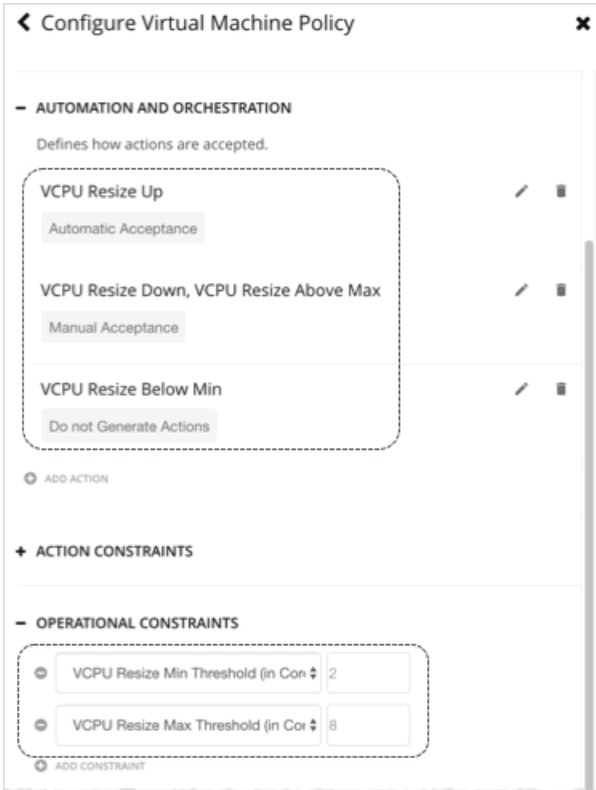 Configure Virtual Machine Policy
AUTOMATION AND ORCHESTRATION
Defines how actions are accepted.
VCPU Resize Up
Automatic Acceptance
VCPU Resize Down, VCPU Resize Above Max
Manual Acceptance
VCPU Resize Below Min
Do not Generate Actions
ADD ACTION
ACTION CONSTRAINTS
OPERATIONAL CONSTRAINTS
VCPU Resize Min Threshold (in Cor 2
VCPU Resize Max Threshold (in Cor 8
ADD CONSTRAINT